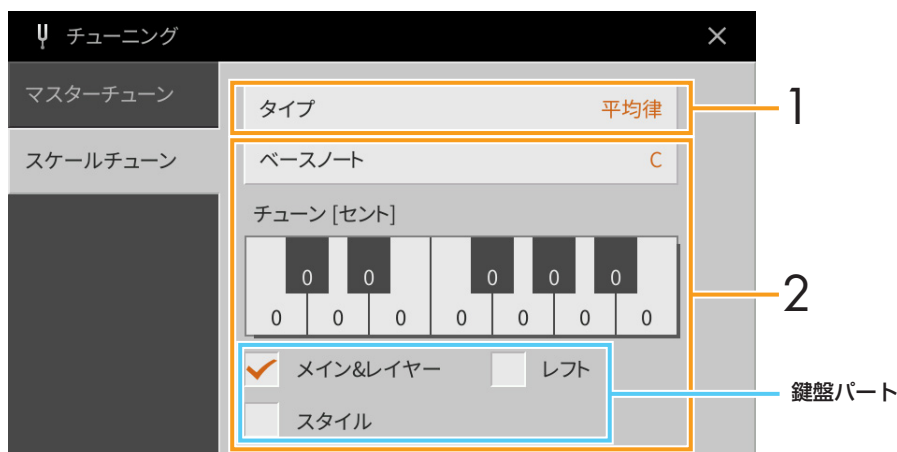 チューニング
マスターチューン
スケールチューン
タイプ 平均律
1
ベースノート C
チューン [セント]
0 0 0 0 0
0 0 0 0 0 0 0
2
メイン&レイヤー レフト
スタイル
鍵盤パート